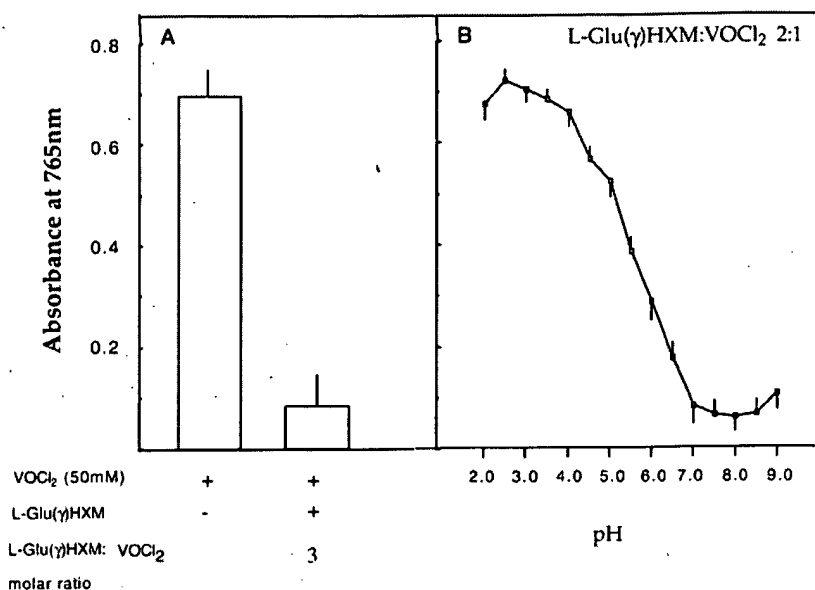 A
B
L-Glu(γ)HXM:VOCl₂ 2:1
Absorbance at 765nm
0.8
0.6
0.4
0.2
2.0 3.0 4.0 5.0 6.0 7.0 8.0 9.0
pH
VOCl₂ (50mM) + +
L-Glu(γ)HXM - +
L-Glu(γ)HXM: VOCl₂ 3
molar ratio